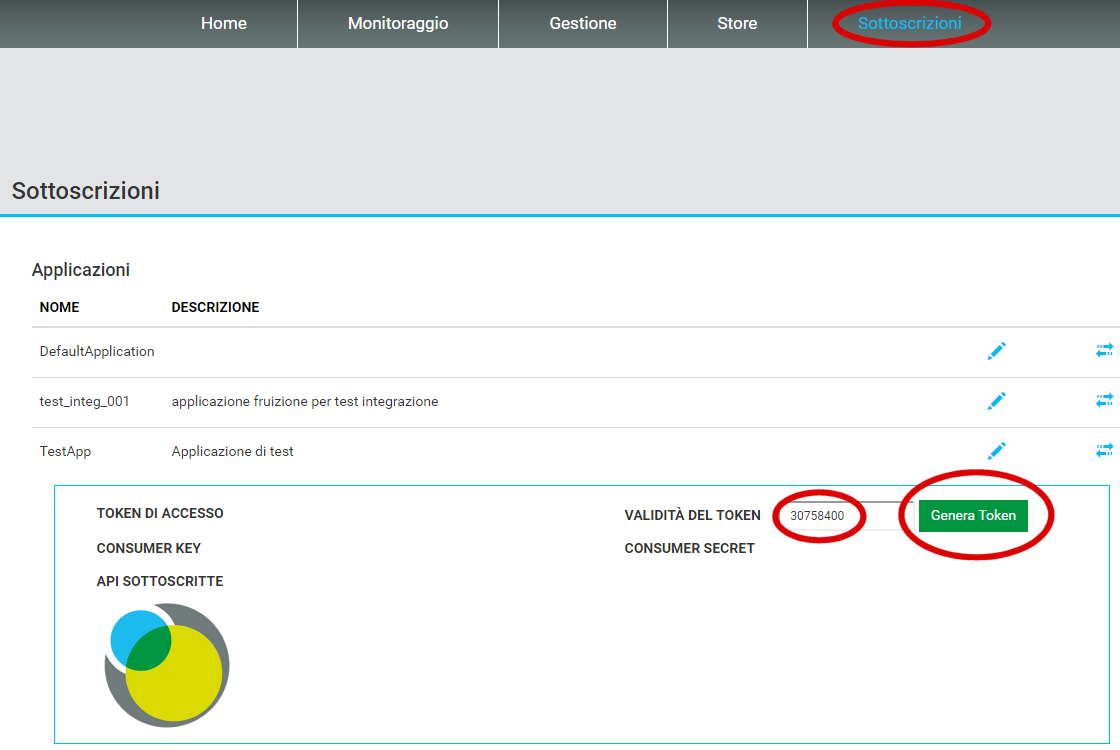 Home Monitoraggio Gestione Store Sottoscrizioni
Sottoscrizioni
Applicazioni
NOME DESCRIZIONE
DefaultApplication
test_integ_001 applicazione fruizione per test integrazione
TestApp Applicazione di test
TOKEN DI ACCESSO VALIDITÀ DEL TOKEN 30758400 Genera Token
CONSUMER KEY CONSUMER SECRET
API SOTTOSCRITTE